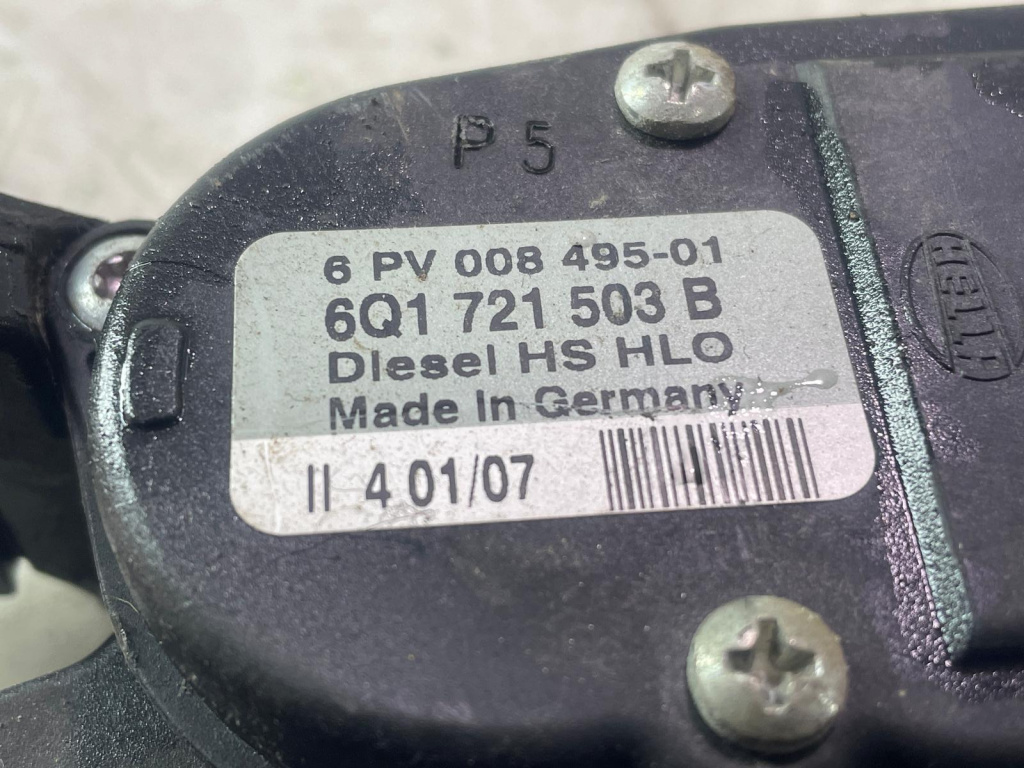 P 5
6 PV 008 495-01
6Q1 721 503 B
Diesel HS HLO
Made In Germany
II 4 01/07
HELLA